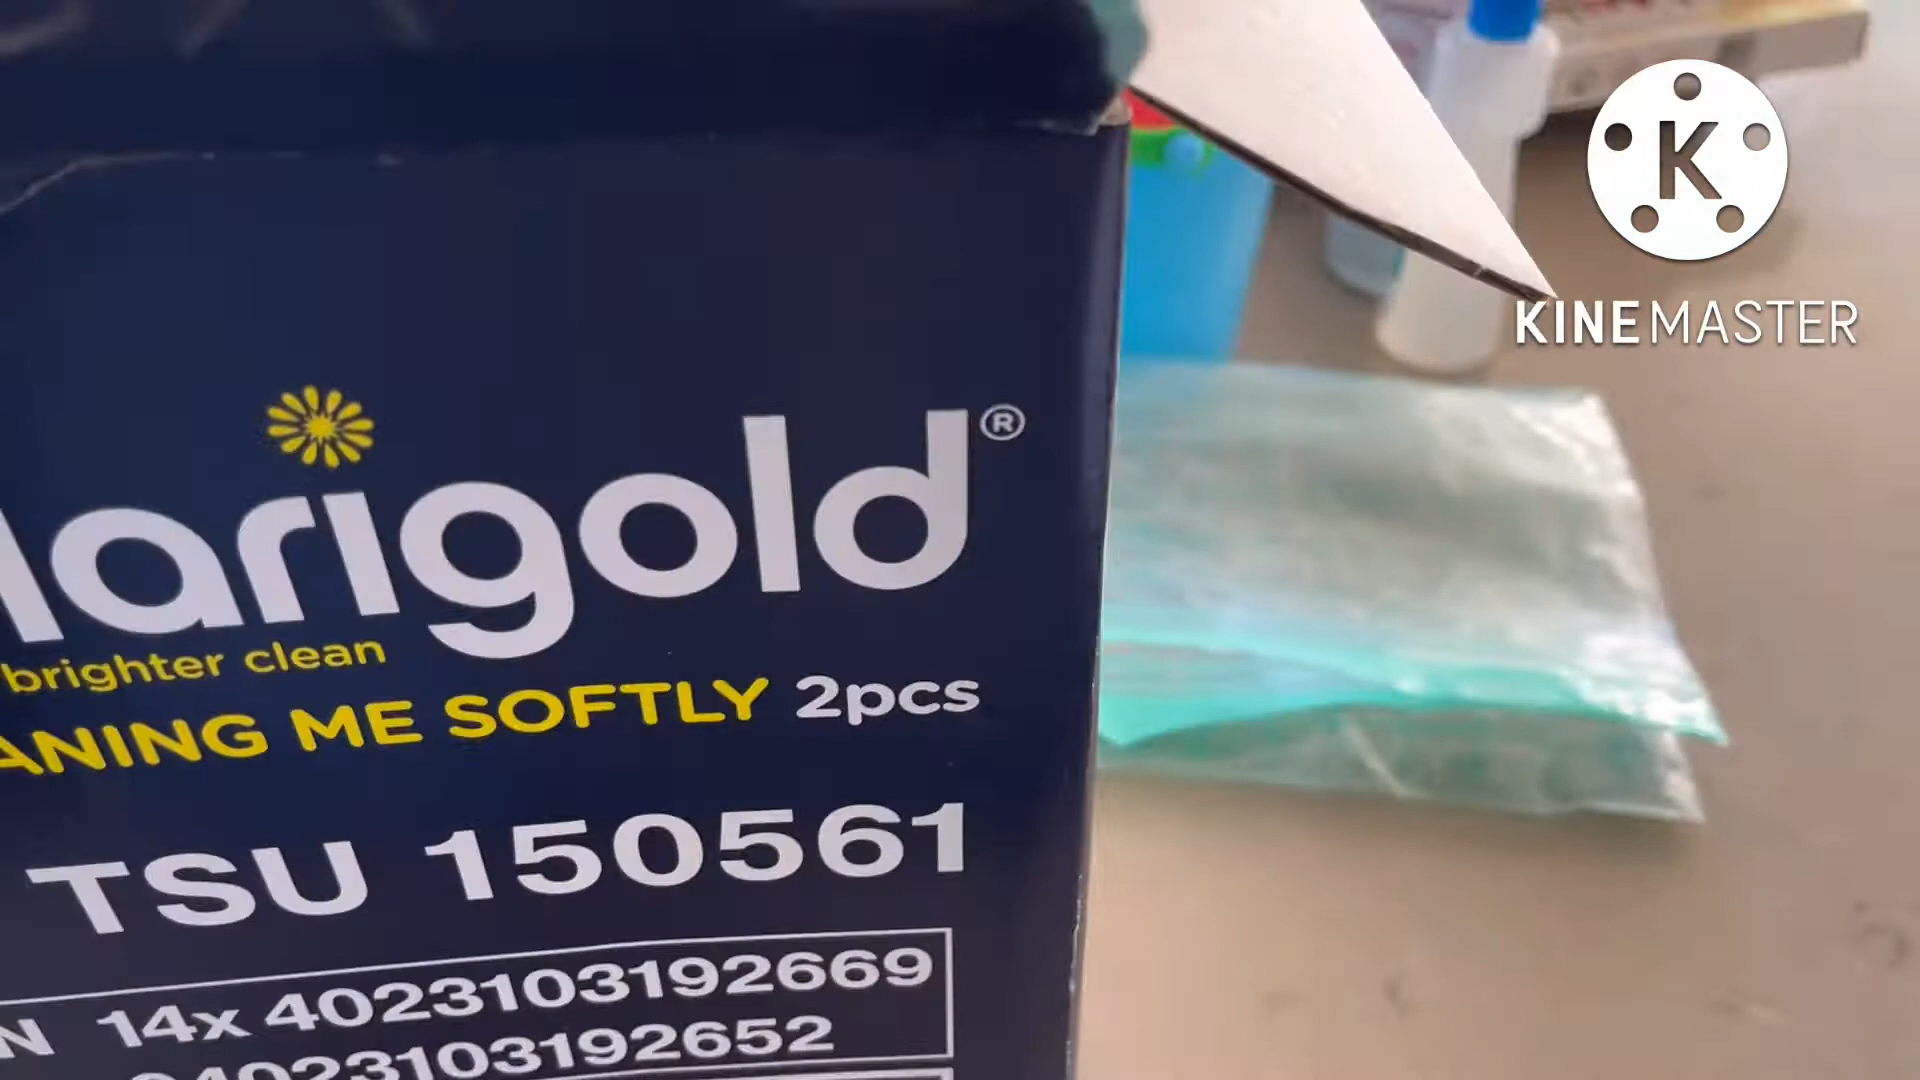 K
KINEMASTER
larigold®
brighter clean
ANING ME SOFTLY 2pcs
TSU 150561
N 14x 4023103192669
4023103192652